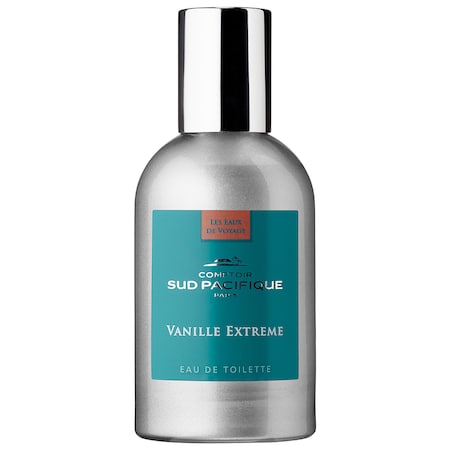 LES EAUX
DE VOYAGE
COMPTOIR
SUD PACIFIQUE
PARIS
VANILLE EXTREME
EAU DE TOILETTE